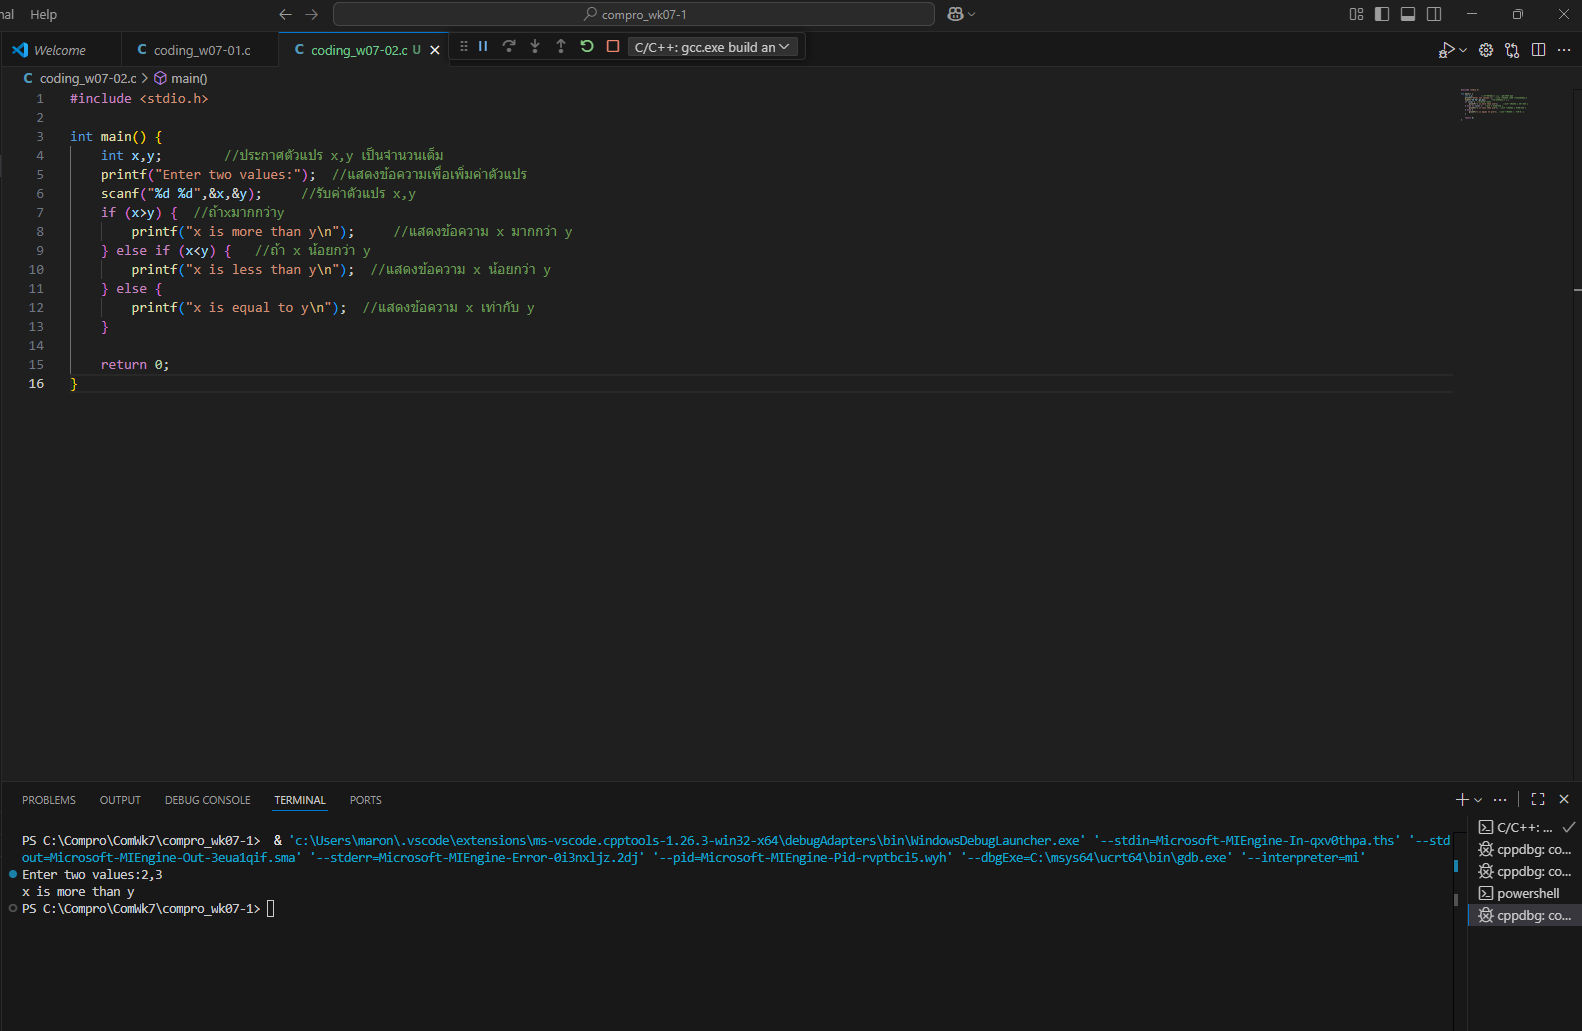 nal Help compro_wk07-1
Welcome coding_w07-01.c coding_w07-02.c U C/C++: gcc.exe build an
coding_w07-02.c > main()
1 #include <stdio.h>
2
3 int main() {
4 int x,y; //ประกาศตัวแปร x,y เป็นจำนวนเต็ม
5 printf("Enter two values:"); //แสดงข้อความเพื่อเพิ่มค่าตัวแปร
6 scanf("%d %d",&x,&y); //รับค่าตัวแปร x,y
7 if (x>y) { //ถ้าxมากกว่าy
8 printf("x is more than y\n"); //แสดงข้อความ x มากกว่า y
9 } else if (x<y) { //ถ้า x น้อยกว่า y
10 printf("x is less than y\n"); //แสดงข้อความ x น้อยกว่า y
11 } else {
12 printf("x is equal to y\n"); //แสดงข้อความ x เท่ากับ y
13 }
14
15 return 0;
16 }
PROBLEMS OUTPUT DEBUG CONSOLE TERMINAL PORTS
PS C:\Compro\ComWk7\compro_wk07-1> & 'c:\Users\maron\.vscode\extensions\ms-vscode.cpptools-1.26.3-win32-x64\debugAdapters\bin\WindowsDebugLauncher.exe' '--stdin=Microsoft-MIEngine-In-qxv0thpa.ths' '--std
out=Microsoft-MIEngine-Out-3eua1qif.sma' '--stderr=Microsoft-MIEngine-Error-0i3nxljz.2dj' '--pid=Microsoft-MIEngine-Pid-rvptbci5.wyh' '--dbgExe=C:\msys64\ucrt64\bin\gdb.exe' '--interpreter=mi'
Enter two values:2,3
x is more than y
PS C:\Compro\ComWk7\compro_wk07-1>
C/C++: ...
cppdbg: co...
cppdbg: co...
powershell
cppdbg: co...